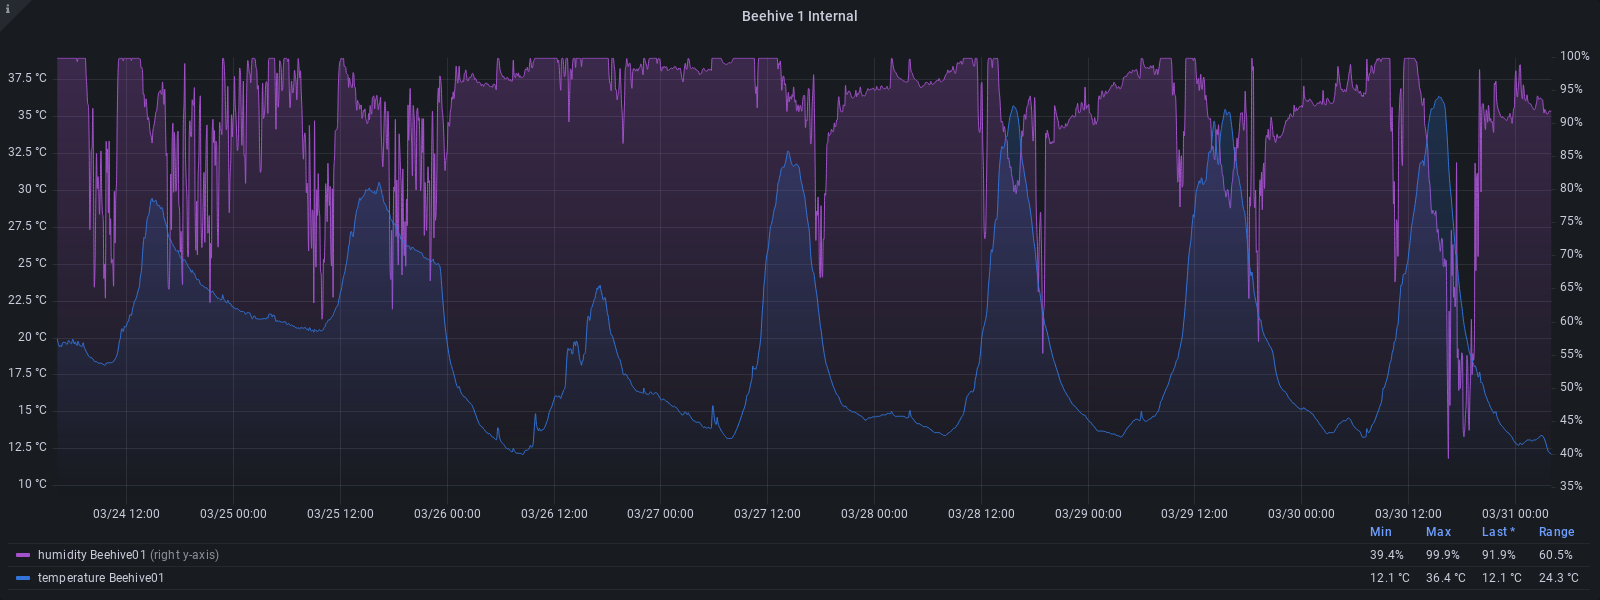 i
Beehive 1 Internal
37.5 °C
35 °C
32.5 °C
30 °C
27.5 °C
25 °C
22.5 °C
20 °C
17.5 °C
15 °C
12.5 °C
10 °C
100%
95%
90%
85%
80%
75%
70%
65%
60%
55%
50%
45%
40%
35%
03/24 12:00 03/25 00:00 03/25 12:00 03/26 00:00 03/26 12:00 03/27 00:00 03/27 12:00 03/28 00:00 03/28 12:00 03/29 00:00 03/29 12:00 03/30 00:00 03/30 12:00 03/31 00:00
Min Max Last * Range
humidity Beehive01 (right y-axis) 39.4% 99.9% 91.9% 60.5%
temperature Beehive01 12.1 °C 36.4 °C 12.1 °C 24.3 °C